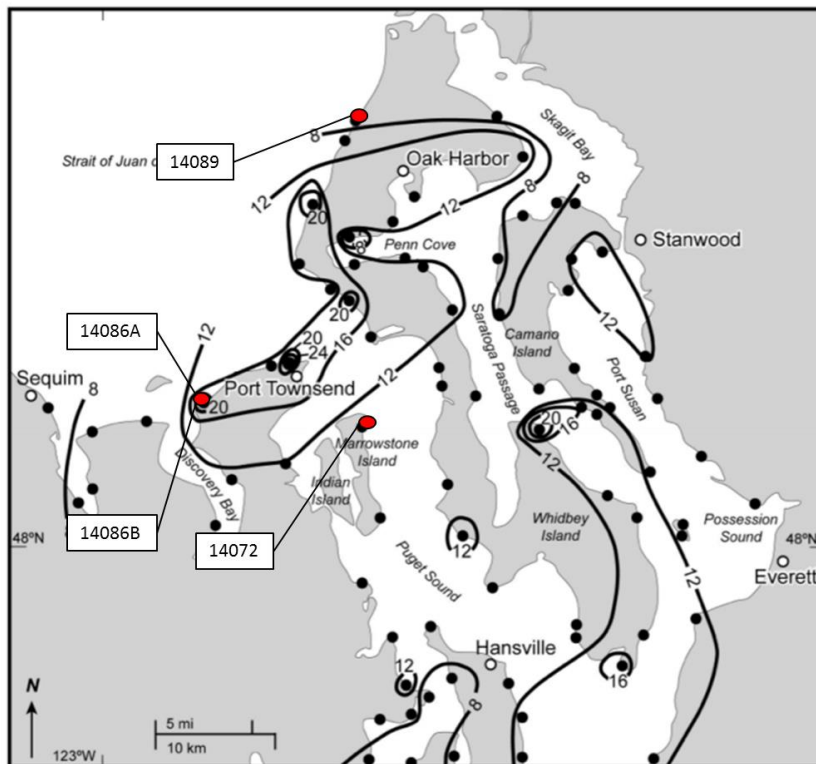 8
Skagit Bay
Strait of Juan
14089
Oak Harbor
12
8
8
20
12
8
Penn Cove
Stanwood
20
12
Camano
Island
Saratoga Passage
Port Susan
14086A
12
20
24
16
Sequim
8
Port Townsend
20
12
20
16
12
Marrowstone
Island
Discovery Bay
Indian
Island
14086B
14072
48ºN
12
Whidbey
Island
Possession
Sound
48ºN
Everett
Puget Sound
12
Hansville
12
16
8
N
5 mi
10 km
123ºW